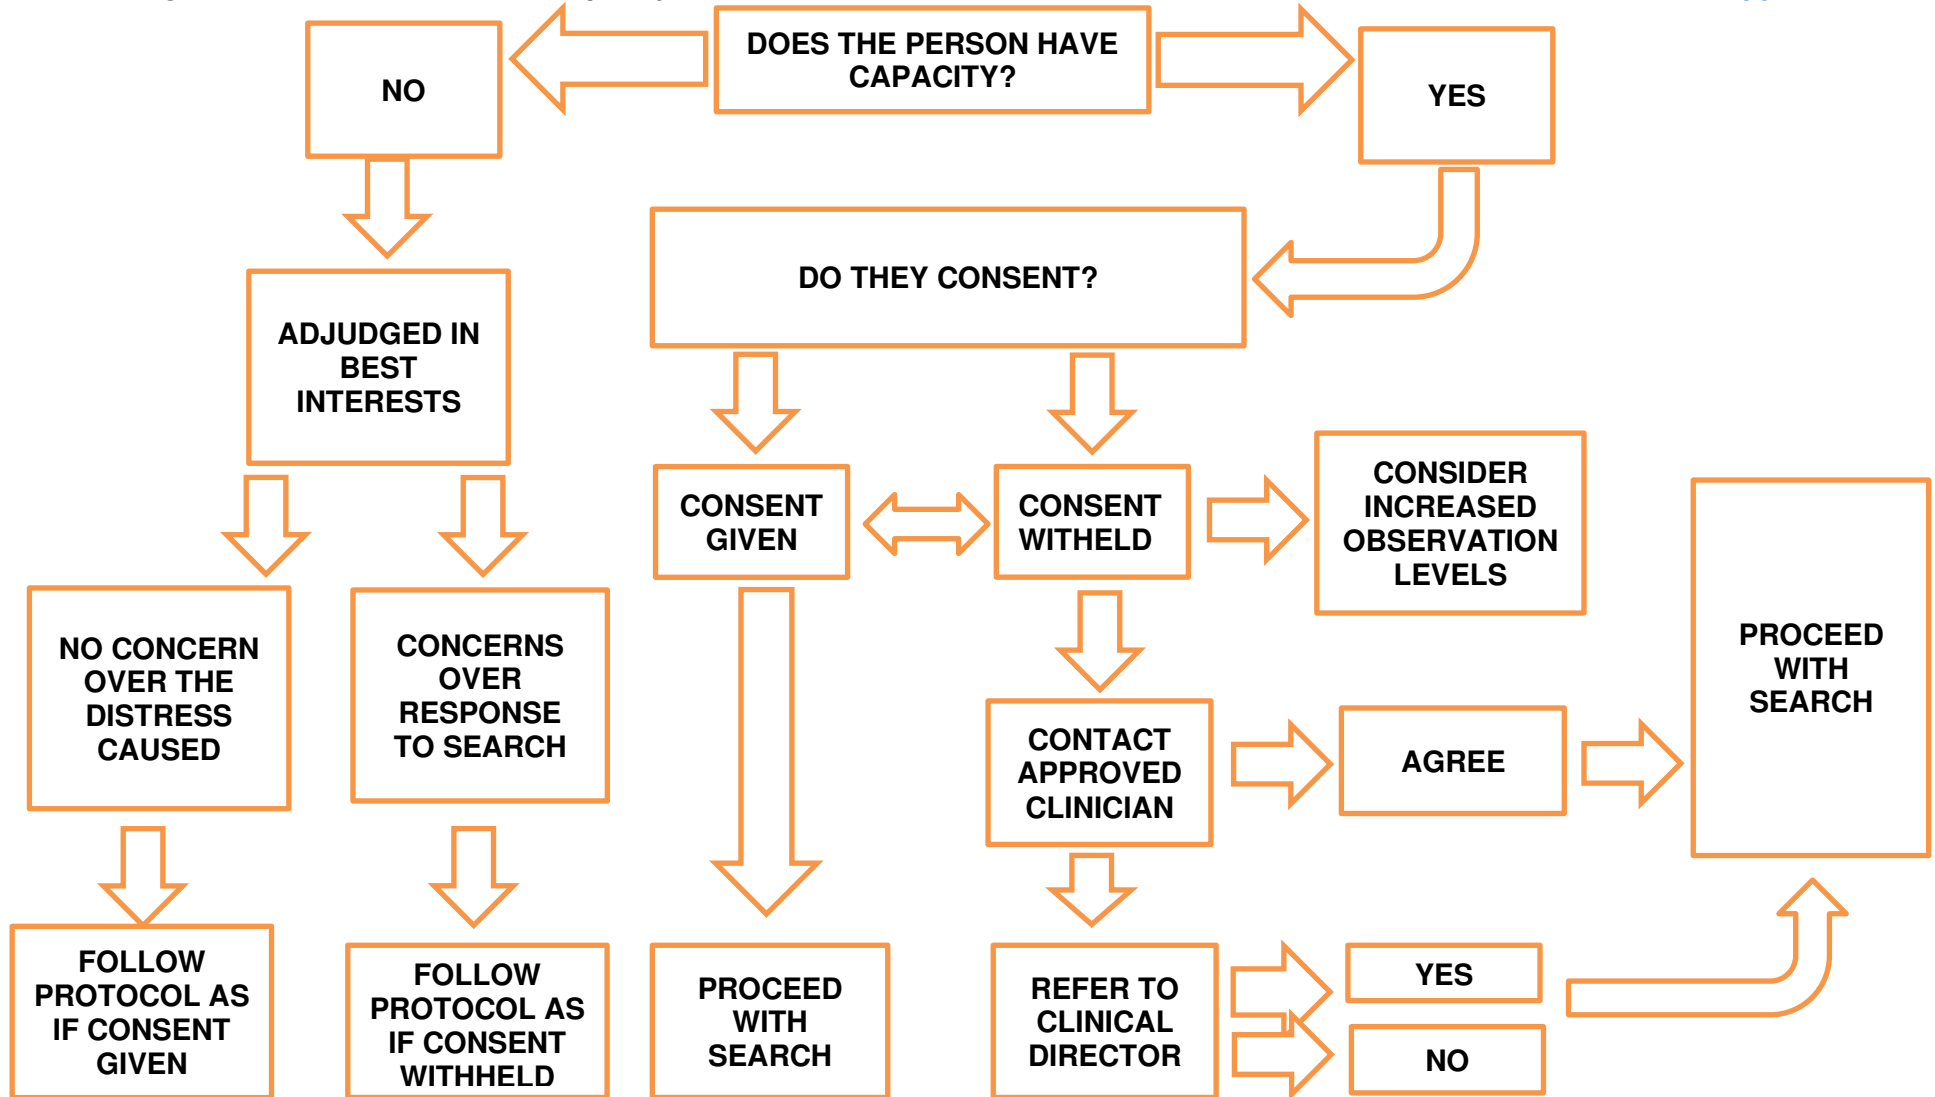 DOES THE PERSON HAVE
CAPACITY?
NO
YES
DO THEY CONSENT?
ADJUDGED IN
BEST
INTERESTS
CONSENT
GIVEN
CONSENT
WITHELD
CONSIDER
INCREASED
OBSERVATION
LEVELS
NO CONCERN
OVER THE
DISTRESS
CAUSED
CONCERNS
OVER
RESPONSE
TO SEARCH
PROCEED
WITH
SEARCH
CONTACT
APPROVED
CLINICIAN
AGREE
FOLLOW
PROTOCOL AS
IF CONSENT
GIVEN
FOLLOW
PROTOCOL AS
IF CONSENT
WITHHELD
PROCEED
WITH
SEARCH
REFER TO
CLINICAL
DIRECTOR
YES
NO